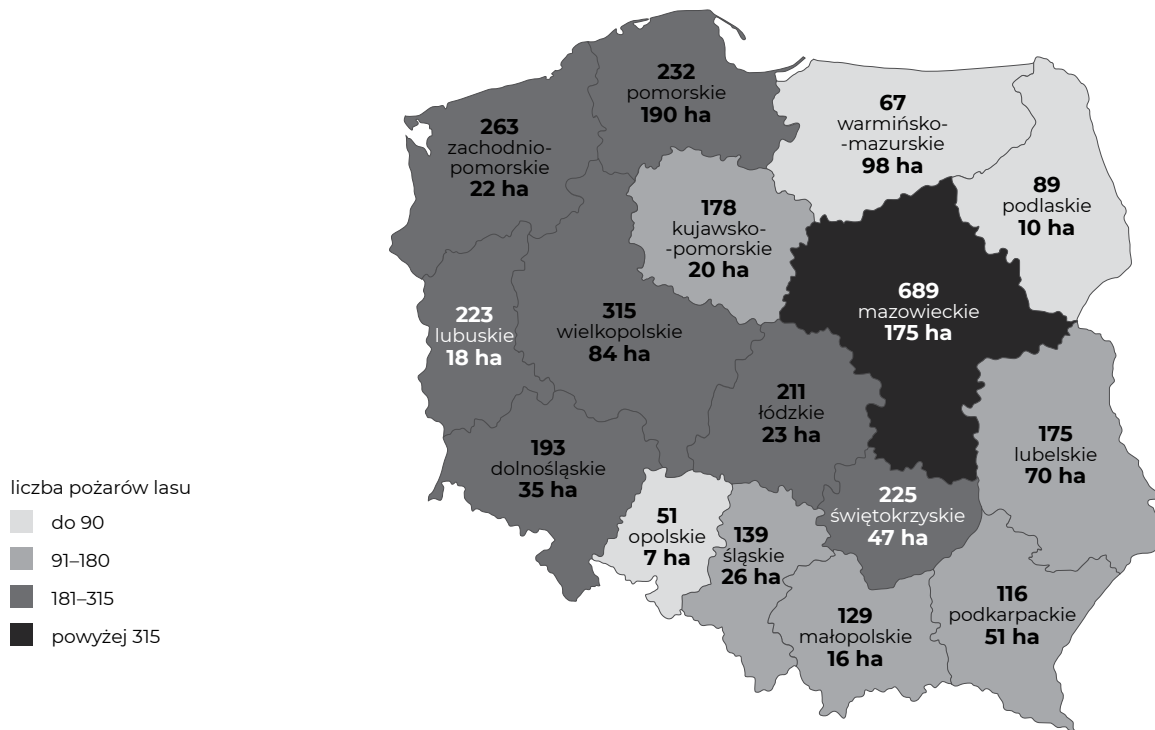 232
pomorskie
190 ha
67
warmińsko-
-mazurskie
98 ha
263
zachodnio-
pomorskie
22 ha
89
podlaskie
10 ha
178
kujawsko-
-pomorskie
20 ha
689
mazowieckie
175 ha
223
lubuskie
18 ha
315
wielkopolskie
84 ha
211
łódzkie
23 ha
175
lubelskie
70 ha
193
dolnośląskie
35 ha
225
świętokrzyskie
47 ha
51
opolskie
7 ha
139
śląskie
26 ha
129
małopolskie
16 ha
116
podkarpackie
51 ha
liczba pożarów lasu
do 90
91–180
181–315
powyżej 315